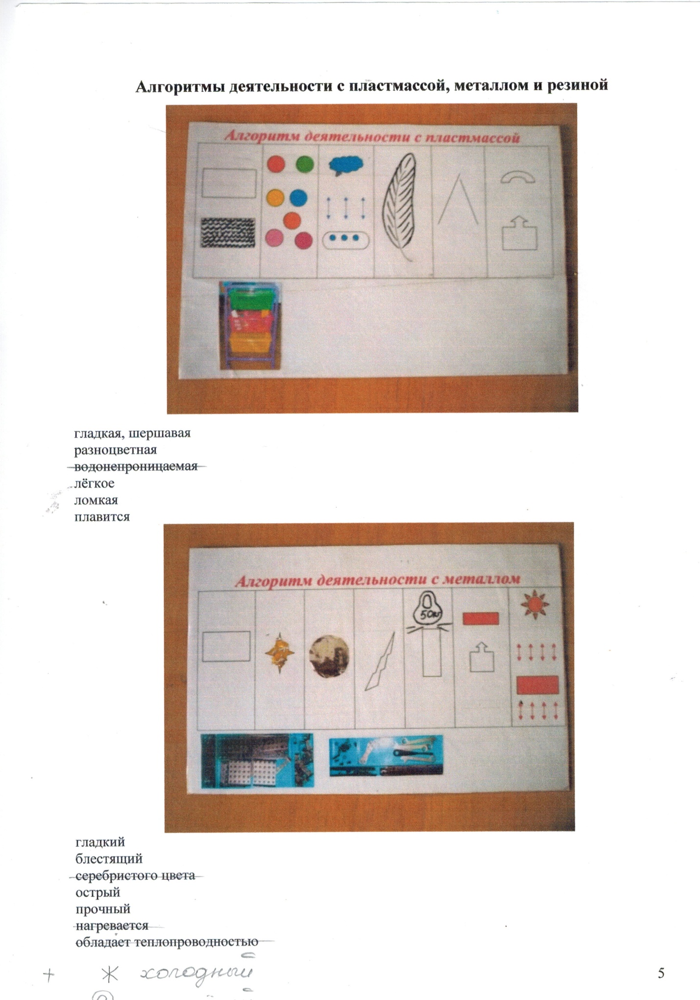 Алгоритмы деятельности с пластмассой, металлом и резиной
Алгоритм деятельности с пластмассой
гладкая, шершавая
разноцветная
водонепроницаемая
лёгкое
ломкая
плавится
Алгоритм деятельности с металлом
50кг
гладкий
блестящий
серебристого цвета
острый
прочный
нагревается
обладает теплопроводностью
+ * холодный
5